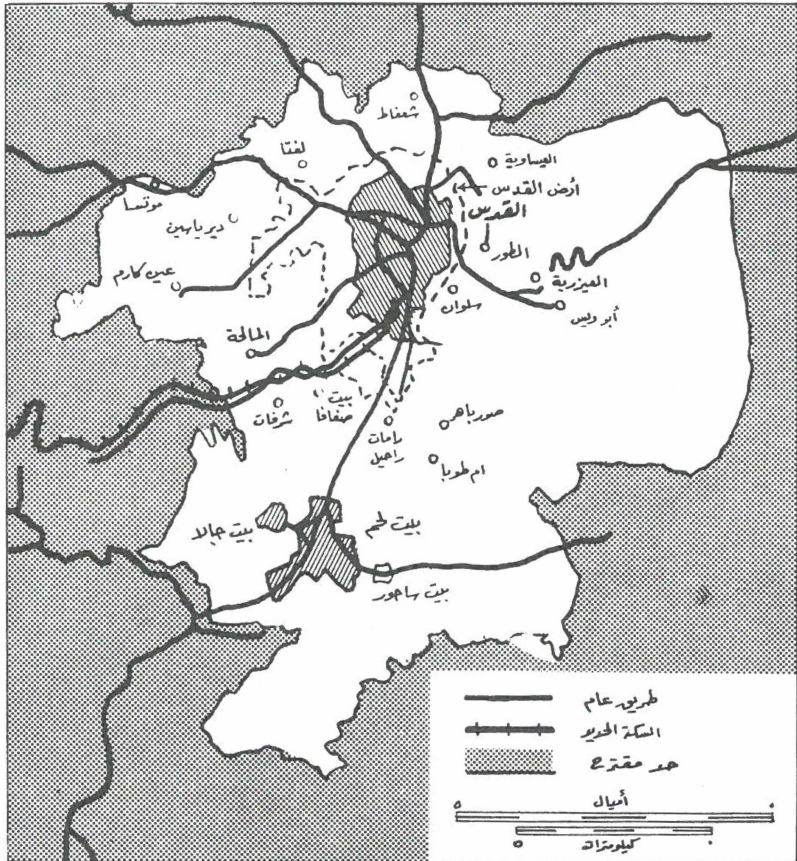 شعفاط
لفتا
العيساوية
أرض القدس
القدس
موتسا
دير ياسين
الطور
عين كارم
العيزرية
سلوان
أبو ديس
المالحة
بيت
صفافا
شرفات
رامات
راحيل
صور باهر
ام طوبا
بيت لحم
بيت جالا
بيت ساحور
طريق عام
السكة الحديد
حد مقترح
أميال
كيلومترات